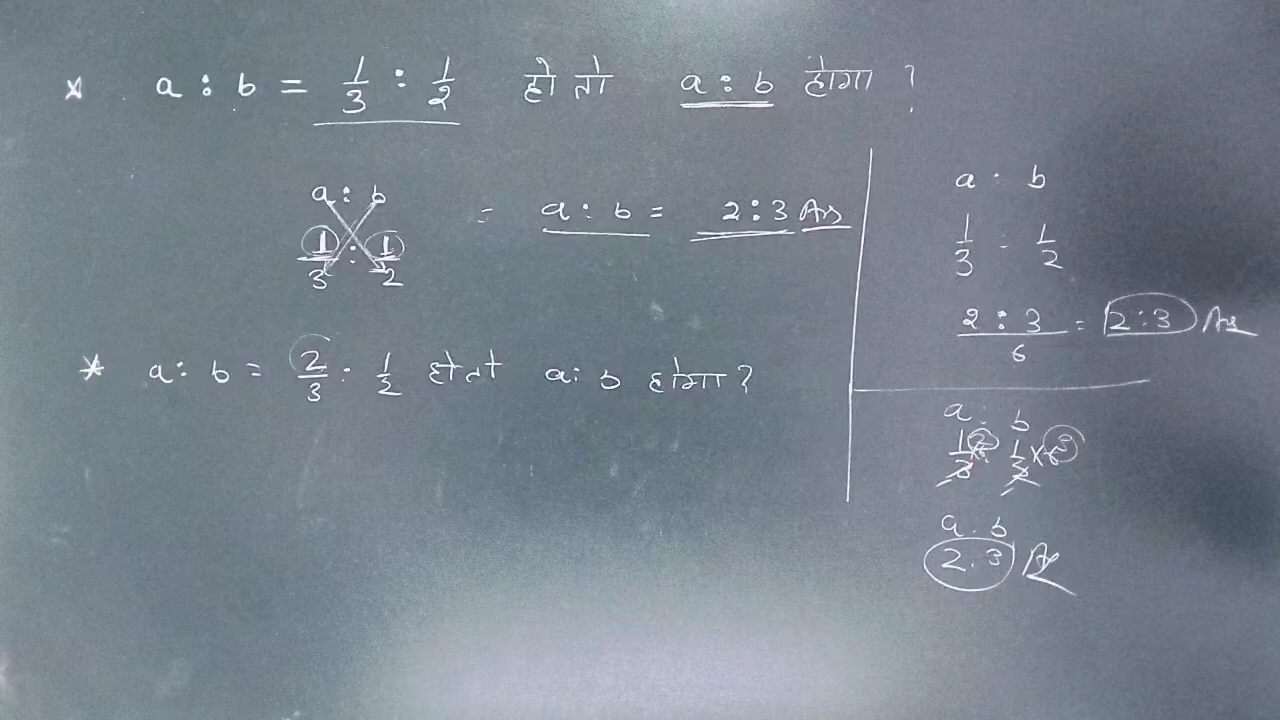 * a : b = 1/3 : 1/2 हो तो a : b होगा ?
a : b
1/3 : 1/2
= a : b = 2 : 3 Ans
* a : b = 2/3 : 1/2 हो तो a : b होगा ?
a : b
1/3 : 1/2
2 : 3 / 6 = 2 : 3 Ans
a : b
a . b
2 . 3